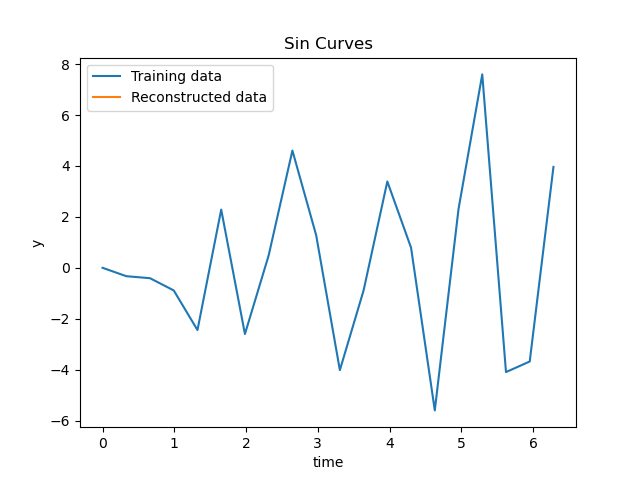 Sin Curves
Training data
Reconstructed data
8
6
4
2
0
−2
−4
−6
y
0 1 2 3 4 5 6
time